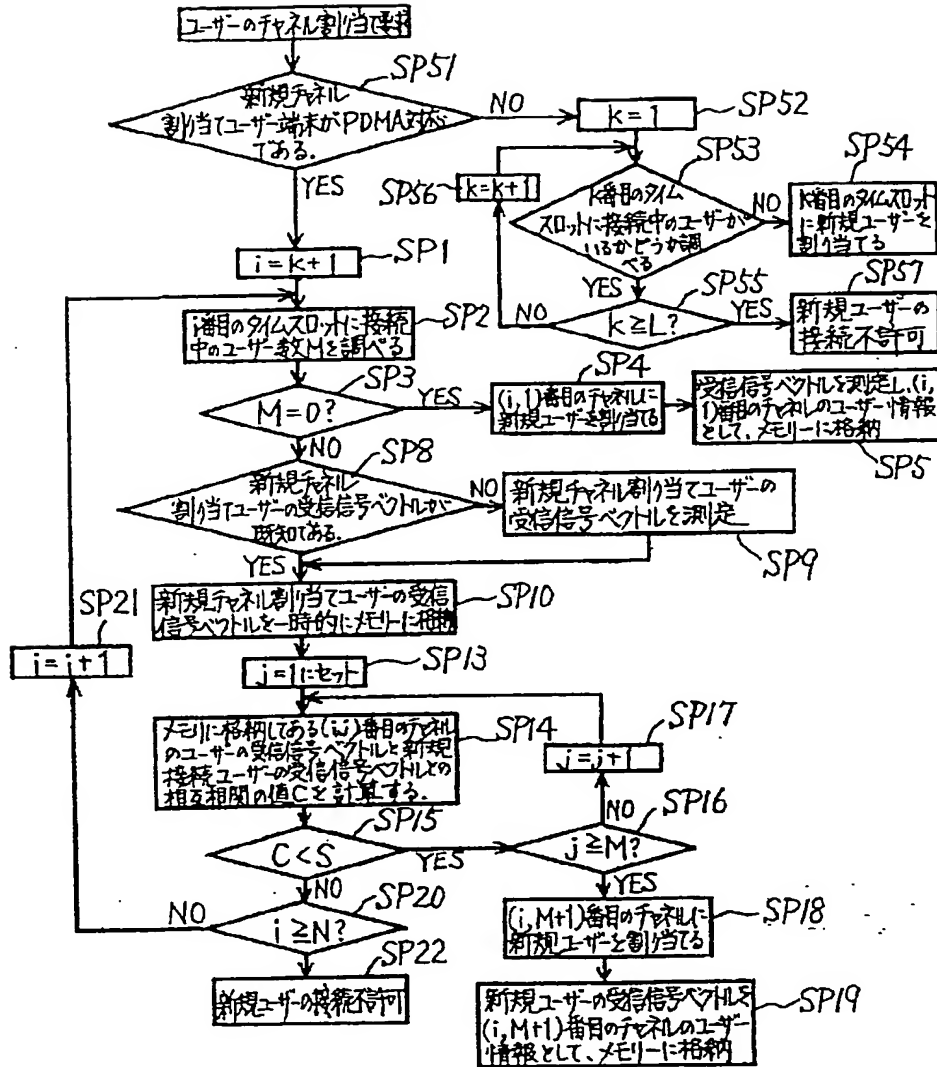 ユーザーのチャネル割り当て要求
SP51
新規チャネル
割り当てユーザー端末がPDMA対応
である.
NO
YES
k=1
SP52
SP53
k番目のタイム
スロットに接続中のユーザーが
いるかどうか調
べる
NO
SP54
k番目のタイムスロット
に新規ユーザーを
割り当てる
SP56
k=k+1
YES
SP55
k≧L?
NO
YES
SP57
新規ユーザーの
接続不許可
SP1
i=k+1
SP2
i番目のタイムスロットに接続
中のユーザー数Mを調べる
SP3
M=0?
YES
NO
SP4
(i,1)番目のチャネルに
新規ユーザーを割り当てる
受信信号ベクトルを測定し、(i,
1)番目のチャネルのユーザー情報
として、メモリーに格納
SP5
SP8
新規チャネル
割り当てユーザーの受信信号ベクトルが
既知である.
NO
YES
新規チャネル割り当てユーザーの
受信信号ベクトルを測定
SP9
新規チャネル割り当てユーザーの受信
信号ベクトルを一時的にメモリーに格納
SP10
SP21
i=i+1
j=1にセット
SP13
メモリに格納してある(i,j)番目のチャネル
のユーザーの受信信号ベクトルと新規
接続ユーザーの受信信号ベクトルとの
相互相関の値Cを計算する.
SP14
SP17
j=j+1
SP15
C<S
YES
NO
SP16
j≧M?
NO
YES
SP20
i≧N?
NO
SP22
新規ユーザーの接続不許可
(i,M+1)番目のチャネルに
新規ユーザーを割り当てる
SP18
新規ユーザーの受信信号ベクトルを
(i,M+1)番目のチャネルのユーザー
情報として、メモリーに格納
SP19